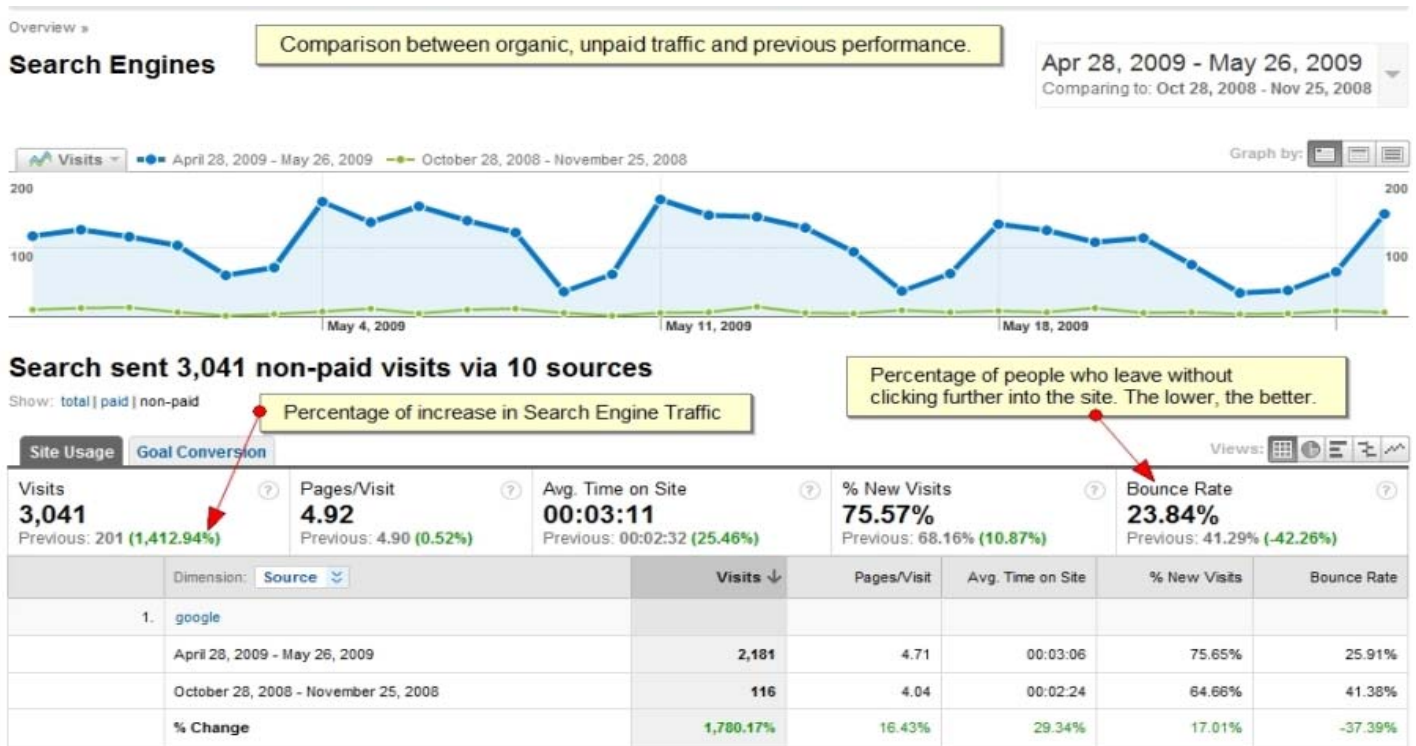 Overview »
Comparison between organic, unpaid traffic and previous performance.
Search Engines
Apr 28, 2009 - May 26, 2009
Comparing to: Oct 28, 2008 - Nov 25, 2008
Visits April 28, 2009 - May 26, 2009 October 28, 2008 - November 25, 2008 Graph by:
200 200
100 100
May 4, 2009 May 11, 2009 May 18, 2009
Search sent 3,041 non-paid visits via 10 sources
Percentage of people who leave without
clicking further into the site. The lower, the better.
Show: total | paid | non-paid
Percentage of increase in Search Engine Traffic
Site Usage Goal Conversion Views:
Visits ? Pages/Visit ? Avg. Time on Site ? % New Visits ? Bounce Rate ?
3,041 4.92 00:03:11 75.57% 23.84%
Previous: 201 (1,412.94%) Previous: 4.90 (0.52%) Previous: 00:02:32 (25.46%) Previous: 68.16% (10.87%) Previous: 41.29% (-42.26%)
Dimension: Source Visits ↓ Pages/Visit Avg. Time on Site % New Visits Bounce Rate
1. google
April 28, 2009 - May 26, 2009 2,181 4.71 00:03:06 75.65% 25.91%
October 28, 2008 - November 25, 2008 116 4.04 00:02:24 64.66% 41.38%
% Change 1,780.17% 16.43% 29.34% 17.01% -37.39%